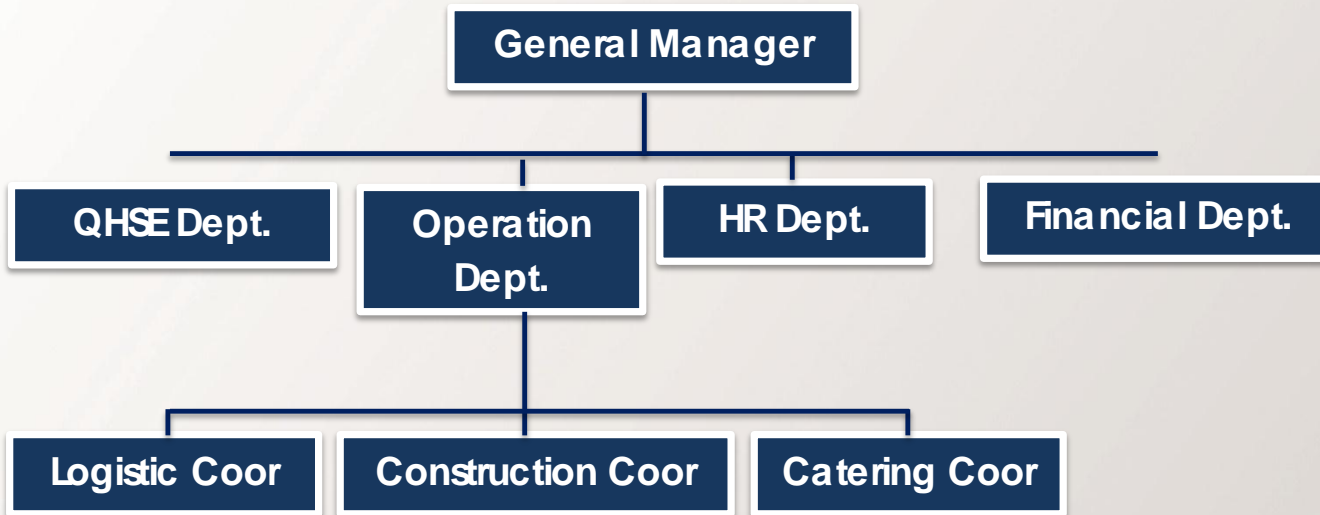 General Manager
QHSE Dept.
Operation
Dept.
HR Dept.
Financial Dept.
Logistic Coor
Construction Coor
Catering Coor